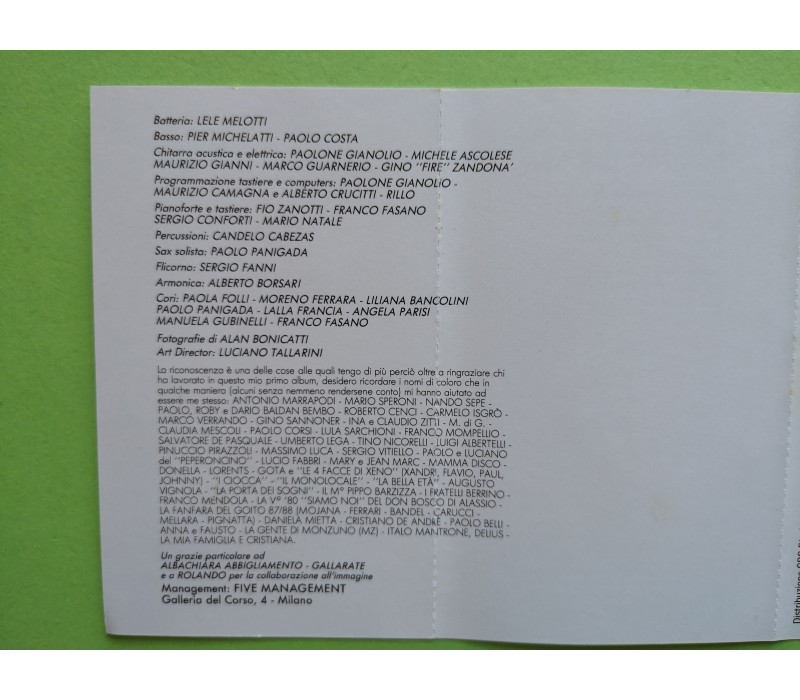 Batteria: LELE MELOTTI
Basso: PIER MICHELATTI - PAOLO COSTA
Chitarra acustica e elettrica: PAOLONE GIANOLIO - MICHELE ASCOLESE
MAURIZIO GIANNI - MARCO GUARNERIO - GINO "FIRE" ZANDONA'
Programmazione tastiere e computers: PAOLONE GIANOLIO -
MAURIZIO CAMAGNA e ALBERTO CRUCITTI - RILLO
Pianoforte e tastiere: FIO ZANOTTI - FRANCO FASANO
SERGIO CONFORTI - MARIO NATALE
Percussioni: CANDELO CABEZAS
Sax solista: PAOLO PANIGADA
Flicorno: SERGIO FANNI
Armonica: ALBERTO BORSARI
Cori: PAOLA FOLLI - MORENO FERRARA - LILIANA BANCOLINI
PAOLO PANIGADA - LALLA FRANCIA - ANGELA PARISI
MANUELA GUBINELLI - FRANCO FASANO
Fotografie di ALAN BONICATTI
Art Director: LUCIANO TALLARINI
La riconoscenza è una delle cose alle quali tengo di più perciò oltre a ringraziare chi
ha lavorato in questo mio primo album, desidero ricordare i nomi di coloro che in
qualche maniera (alcuni senza nemmeno rendersene conto) mi hanno aiutato ad
essere me stesso: ANTONIO MARRAPODI - MARIO SPERONI - NANDO SEPE -
PAOLO, ROBY e DARIO BALDAN BEMBO - ROBERTO CENCI - CARMELO ISGRÒ -
MARCO VERRANDO - GINO SANNONER - INA e CLAUDIO ZITTI - M. di G. -
CLAUDIA MESCOLI - PAOLO CORSI - LULA SARCHIONI - FRANCO MOMPELLIO -
SALVATORE DE PASQUALE - UMBERTO LEGA - TINO NICORELLI - LUIGI ALBERTELLI -
PINUCCIO PIRAZZOLI - MASSIMO LUCA - SERGIO VITIELLO - PAOLO e LUCIANO
del "PEPERONCINO" - LUCIO FABBRI - MARY e JEAN MARC - MAMMA DISCO -
DONELLA - LORENTS - GOTA e "LE 4 FACCE DI XENO" (XANDR, FLAVIO, PAUL,
JOHNNY) - "I CIOCCA" - "IL MONOLOCALE" - "LA BELLA ETÀ" - AUGUSTO
VIGNOLA - "LA PORTA DEI SOGNI" - IL Mº PIPPO BARZIZZA - I FRATELLI BERRINO -
FRANCO MENDOLA - LA Vª '80 "SIAMO NOI" DEL DON BOSCO DI ALASSIO -
LA FANFARA DEL GOITO 87/88 (MOJANA - FERRARI - BANDEL - CARUCCI -
MELLARA - PIGNATTA) - DANIELA MIETTA - CRISTIANO DE ANDRÈ - PAOLO BELLI -
ANNA e FAUSTO - LA GENTE DI MONZUNO (MZ) - ITALO MANTRONE, DELIUS -
LA MIA FAMIGLIA E CRISTIANA.
Un grazie particolare ad
ALBACHIARA ABBIGLIAMENTO - GALLARATE
e a ROLANDO per la collaborazione all'immagine
Management: FIVE MANAGEMENT
Galleria del Corso, 4 - Milano
Distribuzione